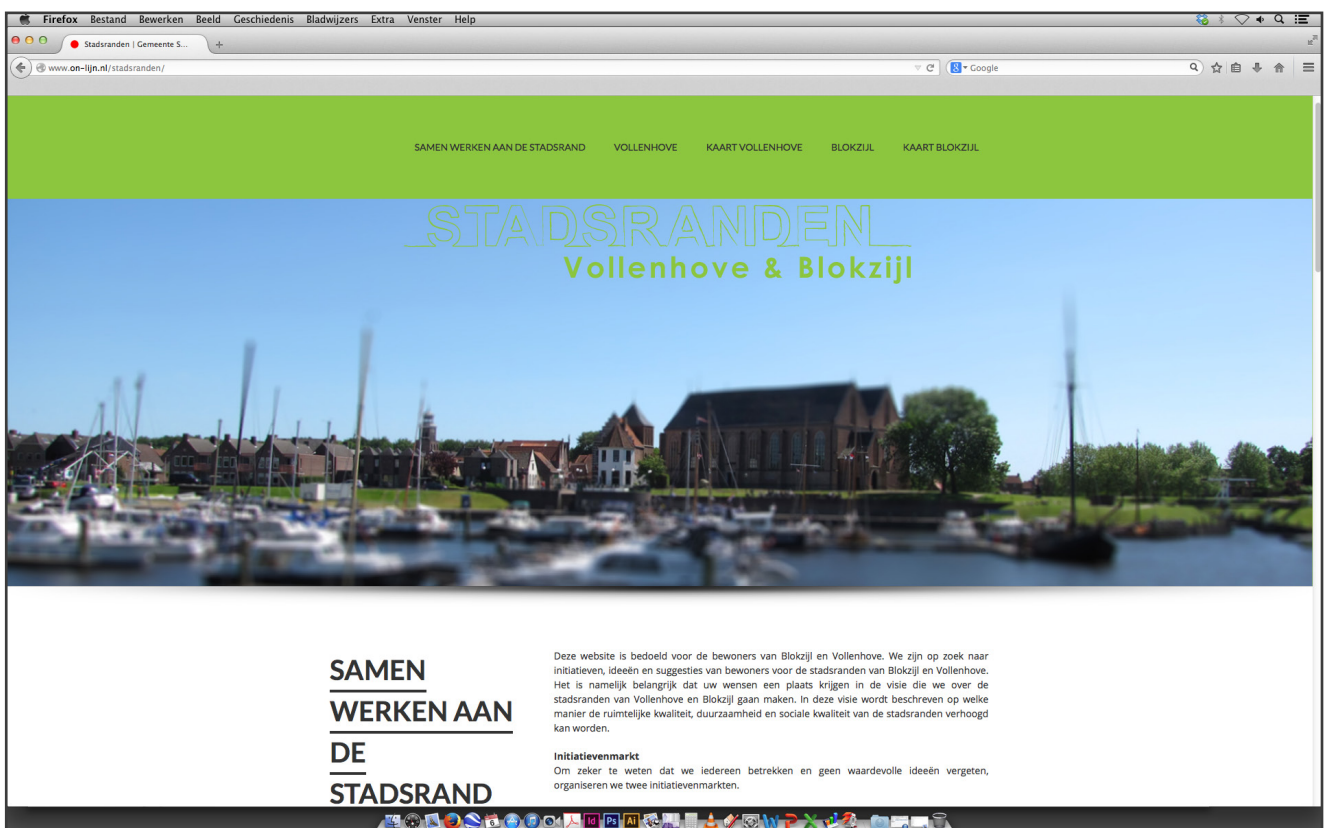 Firefox Bestand Bewerken Beeld Geschiedenis Bladwijzers Extra Venster Help
Stadsranden | Gemeente S... +
www.on-lijn.nl/stadsranden/ Google
SAMEN WERKEN AAN DE STADSRAND VOLLENHOVE KAART VOLLENHOVE BLOKZIJL KAART BLOKZIJL
STADSRANDEN
Vollenhove & Blokzijl
SAMEN
WERKEN AAN
DE
STADSRAND
Deze website is bedoeld voor de bewoners van Blokzijl en Vollenhove. We zijn op zoek naar
initiatieven, ideeën en suggesties van bewoners voor de stadsranden van Blokzijl en Vollenhove.
Het is namelijk belangrijk dat uw wensen een plaats krijgen in de visie die we over de
stadsranden van Vollenhove en Blokzijl gaan maken. In deze visie wordt beschreven op welke
manier de ruimtelijke kwaliteit, duurzaamheid en sociale kwaliteit van de stadsranden verhoogd
kan worden.
Initiatievenmarkt
Om zeker te weten dat we iedereen betrekken en geen waardevolle ideeën vergeten,
organiseren we twee initiatievenmarkten.
6 Id Ps Ai